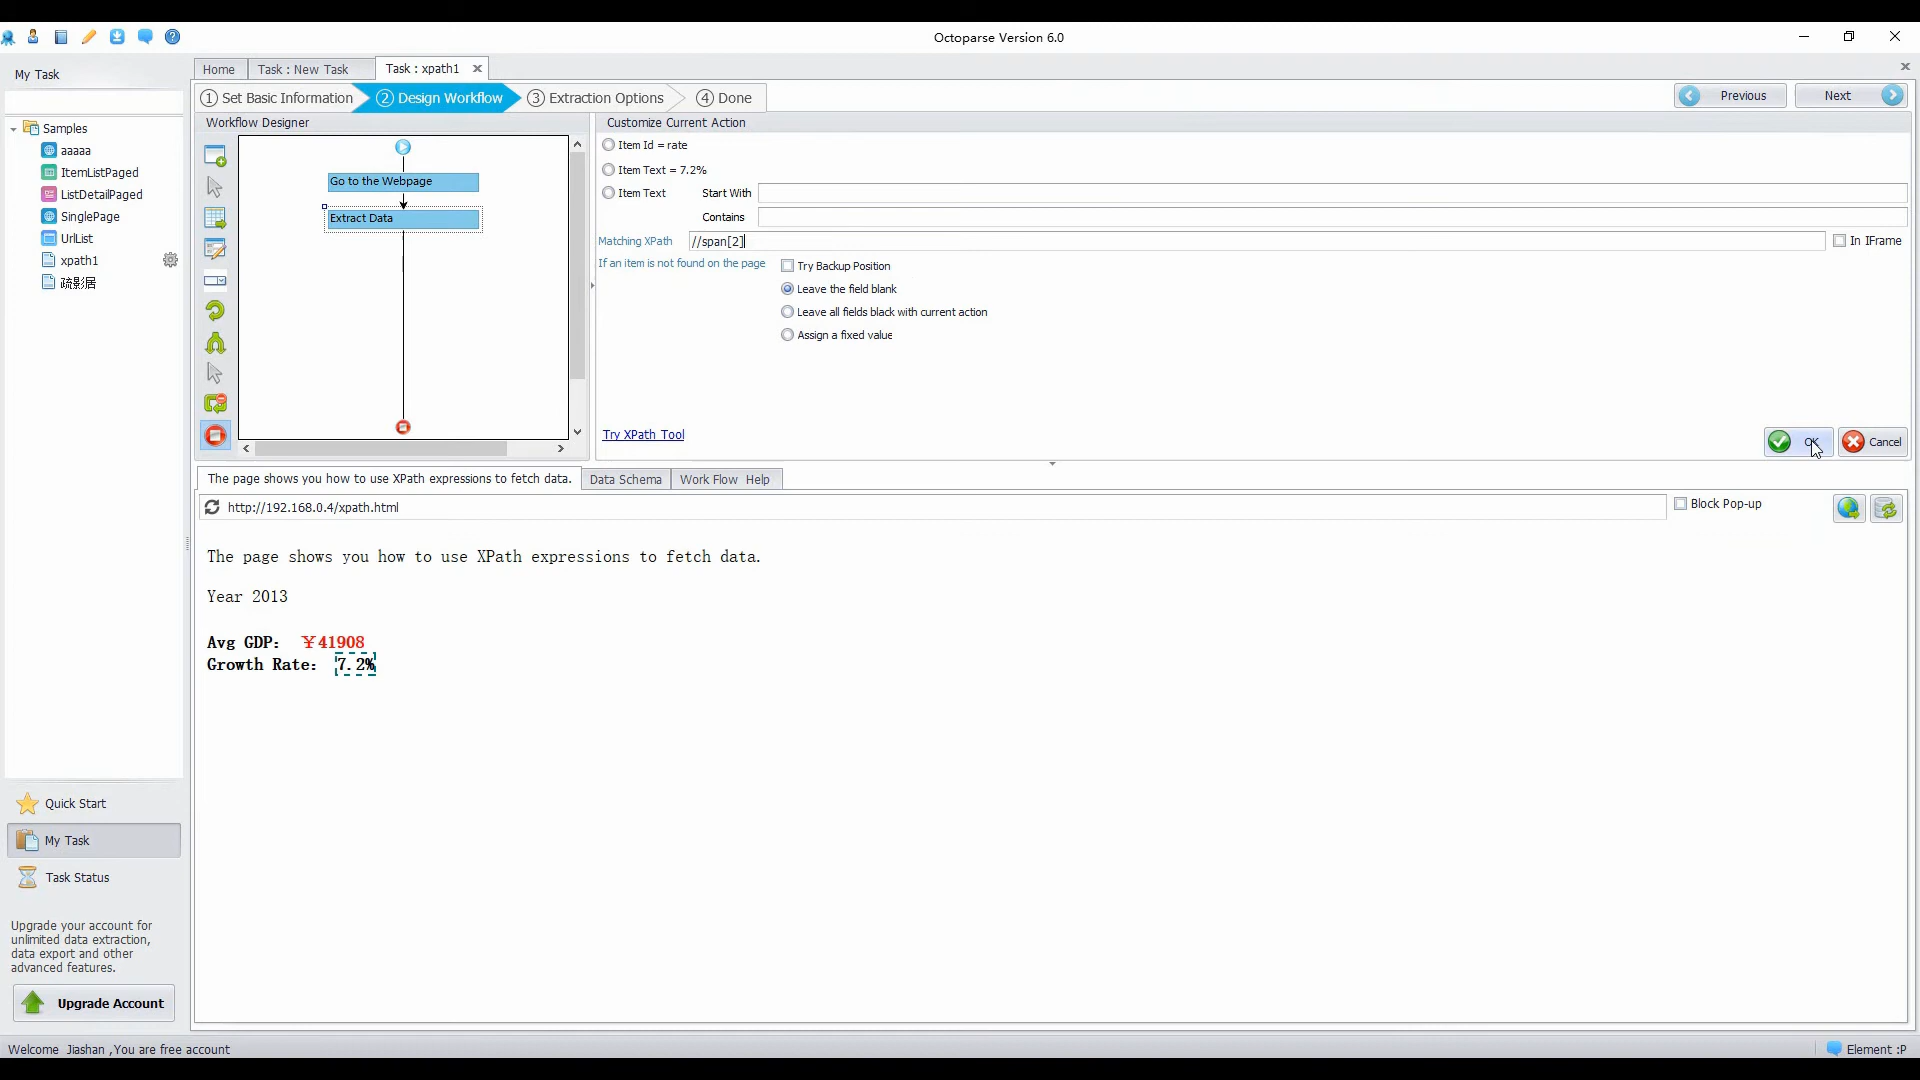 Octoparse Version 6.0
My Task
Home
Task : New Task
Task : xpath1
1 Set Basic Information
2 Design Workflow
3 Extraction Options
4 Done
Previous
Next
Samples
aaaaa
ItemListPaged
ListDetailPaged
SinglePage
UrlList
xpath1
疏影居
Workflow Designer
Go to the Webpage
Extract Data
Customize Current Action
Item Id = rate
Item Text = 7.2%
Item Text
Start With
Contains
Matching XPath
//span[2]
In IFrame
If an item is not found on the page
Try Backup Position
Leave the field blank
Leave all fields black with current action
Assign a fixed value
Try XPath Tool
OK
Cancel
The page shows you how to use XPath expressions to fetch data.
Data Schema
Work Flow Help
http://192.168.0.4/xpath.html
Block Pop-up
The page shows you how to use XPath expressions to fetch data.
Year 2013
Avg GDP: ￥41908
Growth Rate: 7.2%
Quick Start
My Task
Task Status
Upgrade your account for
unlimited data extraction,
data export and other
advanced features.
Upgrade Account
Welcome Jiashan ,You are free account
Element :P